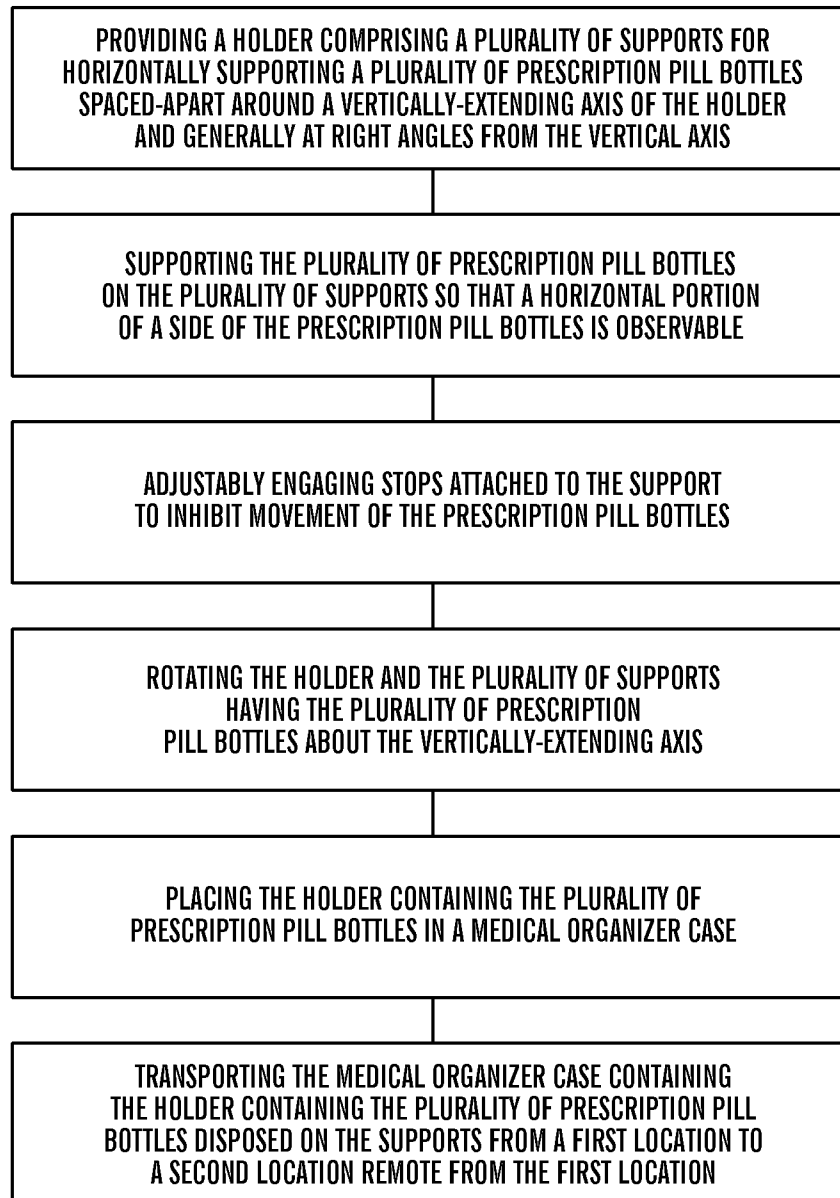 PROVIDING A HOLDER COMPRISING A PLURALITY OF SUPPORTS FOR
HORIZONTALLY SUPPORTING A PLURALITY OF PRESCRIPTION PILL BOTTLES
SPACED-APART AROUND A VERTICALLY-EXTENDING AXIS OF THE HOLDER
AND GENERALLY AT RIGHT ANGLES FROM THE VERTICAL AXIS
SUPPORTING THE PLURALITY OF PRESCRIPTION PILL BOTTLES
ON THE PLURALITY OF SUPPORTS SO THAT A HORIZONTAL PORTION
OF A SIDE OF THE PRESCRIPTION PILL BOTTLES IS OBSERVABLE
ADJUSTABLY ENGAGING STOPS ATTACHED TO THE SUPPORT
TO INHIBIT MOVEMENT OF THE PRESCRIPTION PILL BOTTLES
ROTATING THE HOLDER AND THE PLURALITY OF SUPPORTS
HAVING THE PLURALITY OF PRESCRIPTION
PILL BOTTLES ABOUT THE VERTICALLY-EXTENDING AXIS
PLACING THE HOLDER CONTAINING THE PLURALITY OF
PRESCRIPTION PILL BOTTLES IN A MEDICAL ORGANIZER CASE
TRANSPORTING THE MEDICAL ORGANIZER CASE CONTAINING
THE HOLDER CONTAINING THE PLURALITY OF PRESCRIPTION PILL
BOTTLES DISPOSED ON THE SUPPORTS FROM A FIRST LOCATION TO
A SECOND LOCATION REMOTE FROM THE FIRST LOCATION